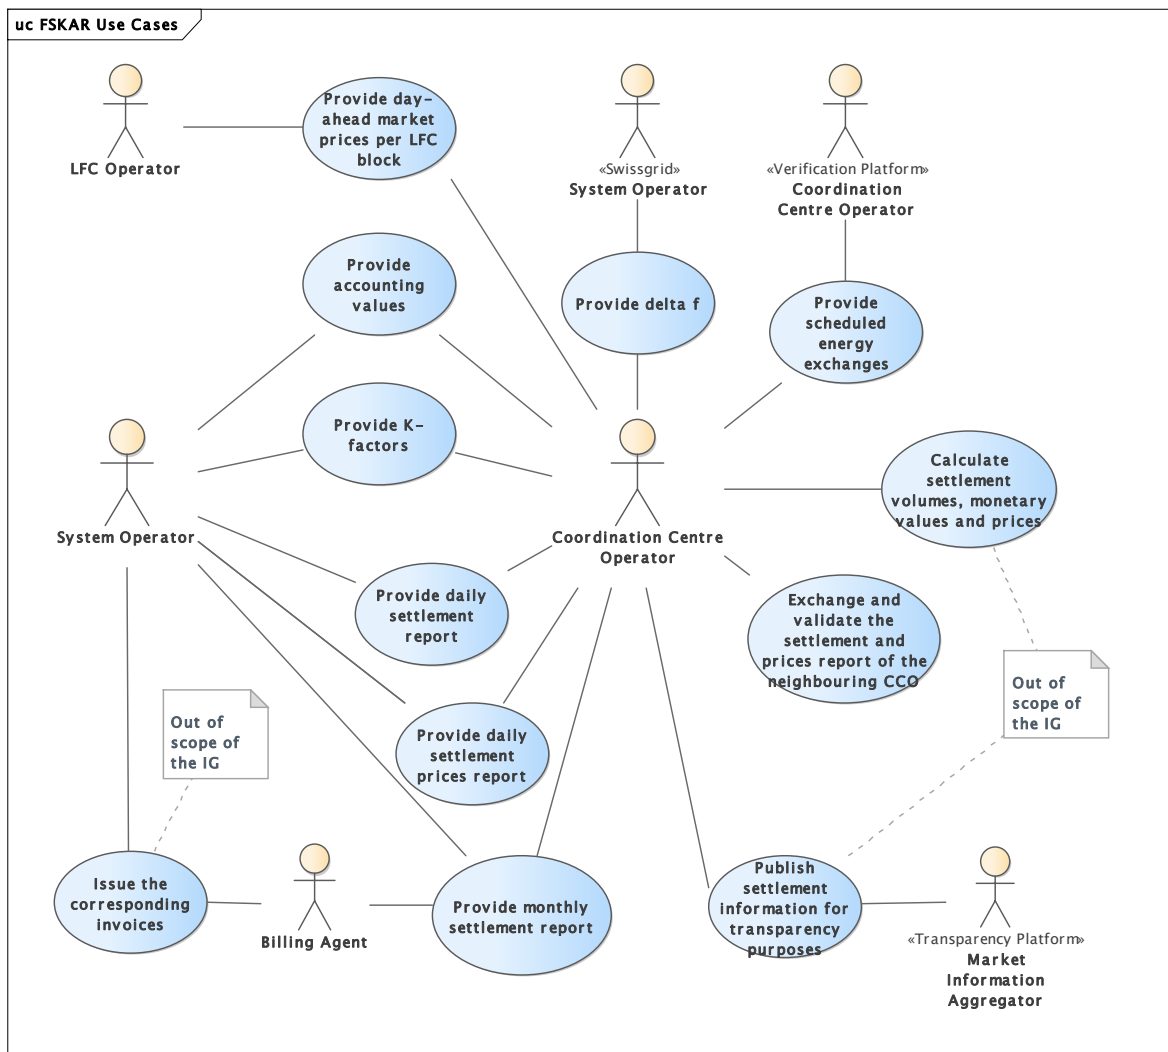 uc FSKAR Use Cases
LFC Operator
Provide day-
ahead market
prices per LFC
block
«Swissgrid»
System Operator
«Verification Platform»
Coordination
Centre Operator
Provide
accounting
values
Provide delta f
Provide
scheduled
energy
exchanges
Provide K-
factors
System Operator
Coordination Centre
Operator
Calculate
settlement
volumes, monetary
values and prices
Provide daily
settlement
report
Exchange and
validate the
settlement and
prices report of the
neighbouring CCO
Out of
scope of
the IG
Out of
scope of
the IG
Provide daily
settlement
prices report
Issue the
corresponding
invoices
Billing Agent
Provide monthly
settlement report
Publish
settlement
information for
transparency
purposes
«Transparency Platform»
Market
Information
Aggregator